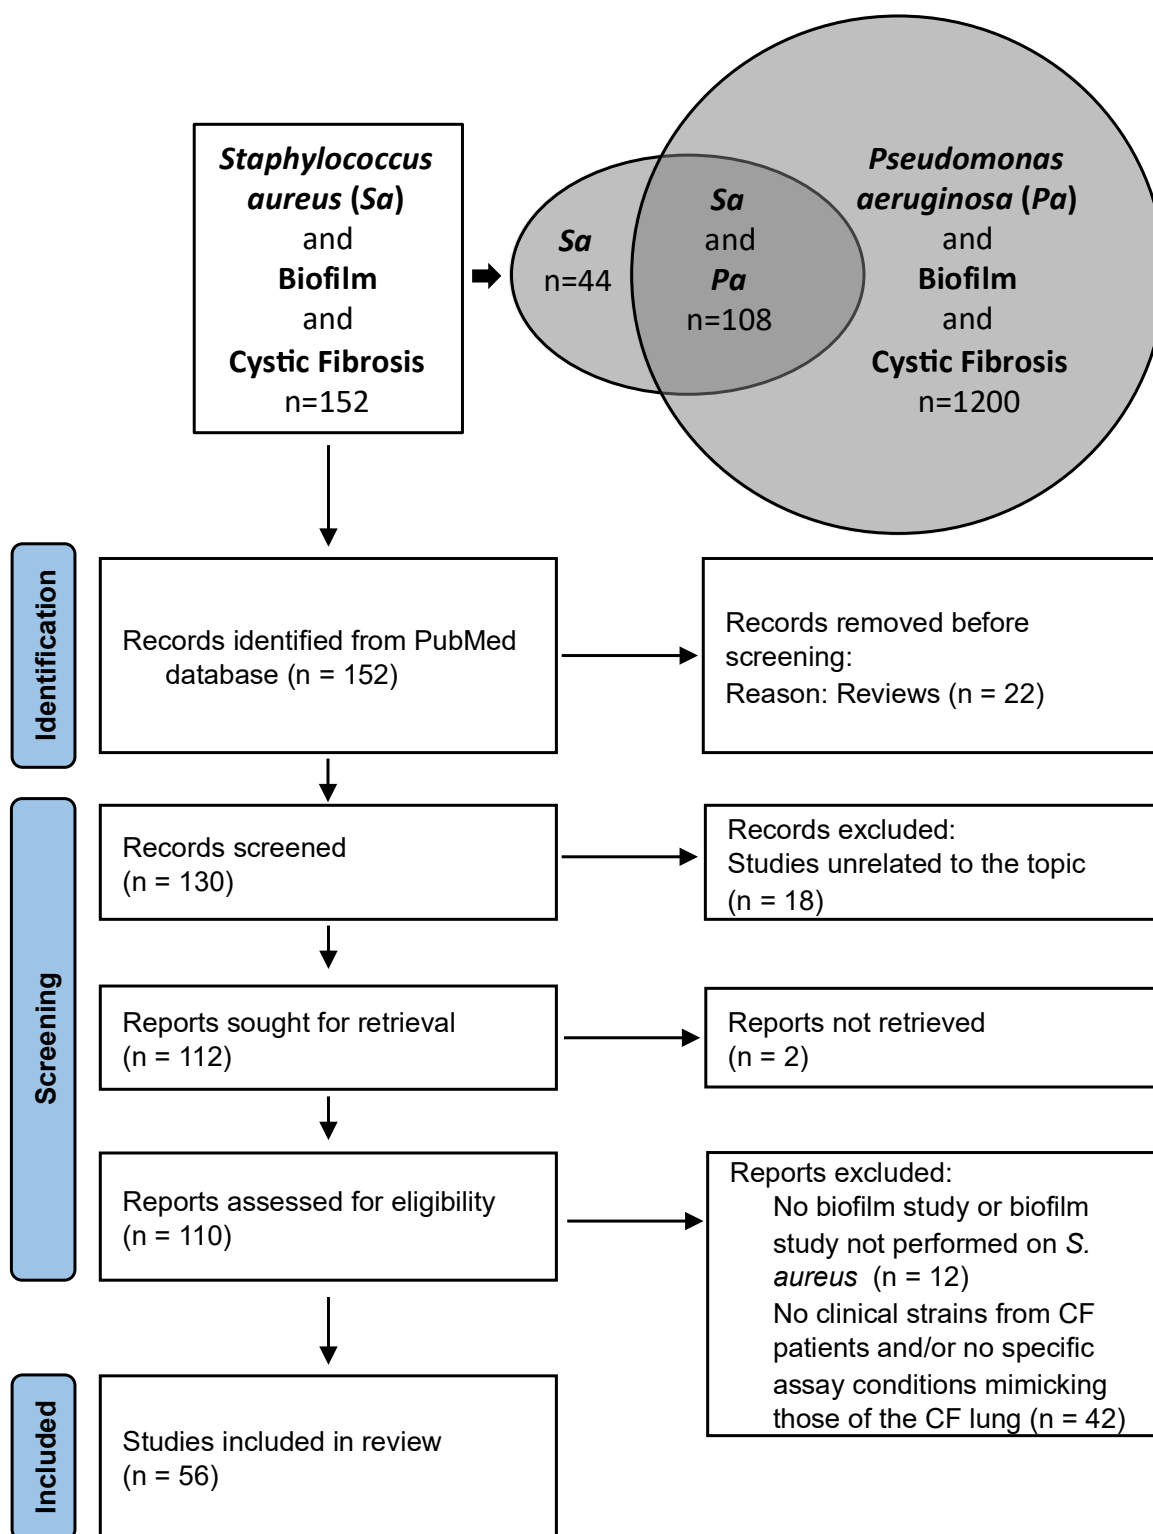 Staphylococcus
aureus (Sa)
and
Biofilm
and
Cystic Fibrosis
n=152
Sa
n=44
Sa
and
Pa
n=108
Pseudomonas
aeruginosa (Pa)
and
Biofilm
and
Cystic Fibrosis
n=1200
Identification
Records identified from PubMed
database (n = 152)
Records removed before
screening:
Reason: Reviews (n = 22)
Screening
Records screened
(n = 130)
Records excluded:
Studies unrelated to the topic
(n = 18)
Reports sought for retrieval
(n = 112)
Reports not retrieved
(n = 2)
Reports assessed for eligibility
(n = 110)
Reports excluded:
No biofilm study or biofilm
study not performed on S.
aureus (n = 12)
No clinical strains from CF
patients and/or no specific
assay conditions mimicking
those of the CF lung (n = 42)
Included
Studies included in review
(n = 56)